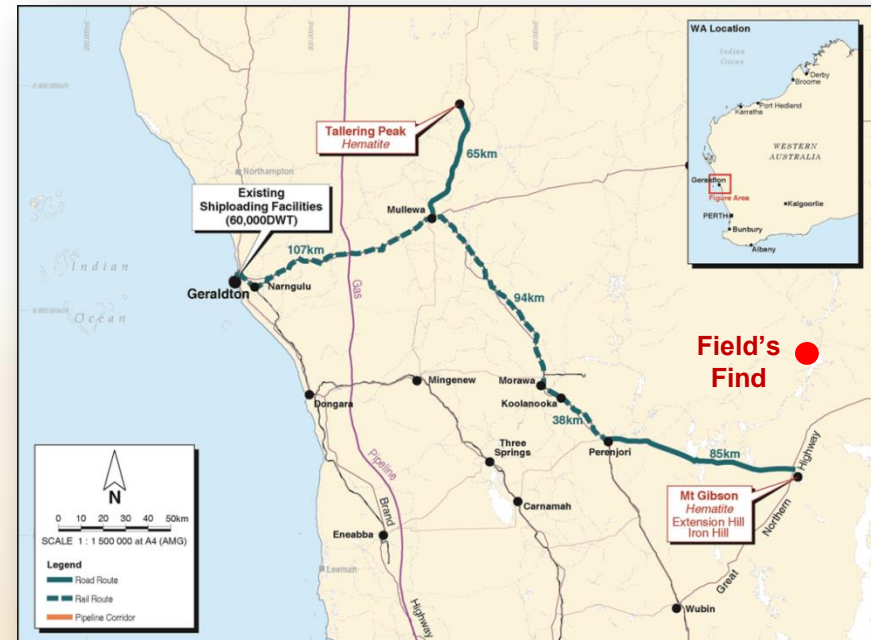 WA Location
Indian
Ocean
Derby
Broome
Port Hedland
Karratha
WESTERN
AUSTRALIA
Geraldton
Figure Area
Kalgoorlie
PERTH
Bunbury
Albany
Tallering Peak
Hematite
65km
Northampton
Existing
Shiploading Facilities
(60,000DWT)
Mullewa
107km
Indian
Ocean
Geraldton
Narngulu
Gas
94km
Field's
Find
Mingenew
Morawa
Koolanooka
Dongara
38km
Perenjori
85km
Highway
Three
Springs
Pipeline
Mt Gibson
Hematite
Extension Hill
Iron Hill
Northern
Carnamah
Brand
Eneabba
Great
Leeman
Wubin
Highway
N
0 10 20 30 40 50km
SCALE 1 : 1 500 000 at A4 (AMG)
Legend
Road Route
Rail Route
Pipeline Corridor